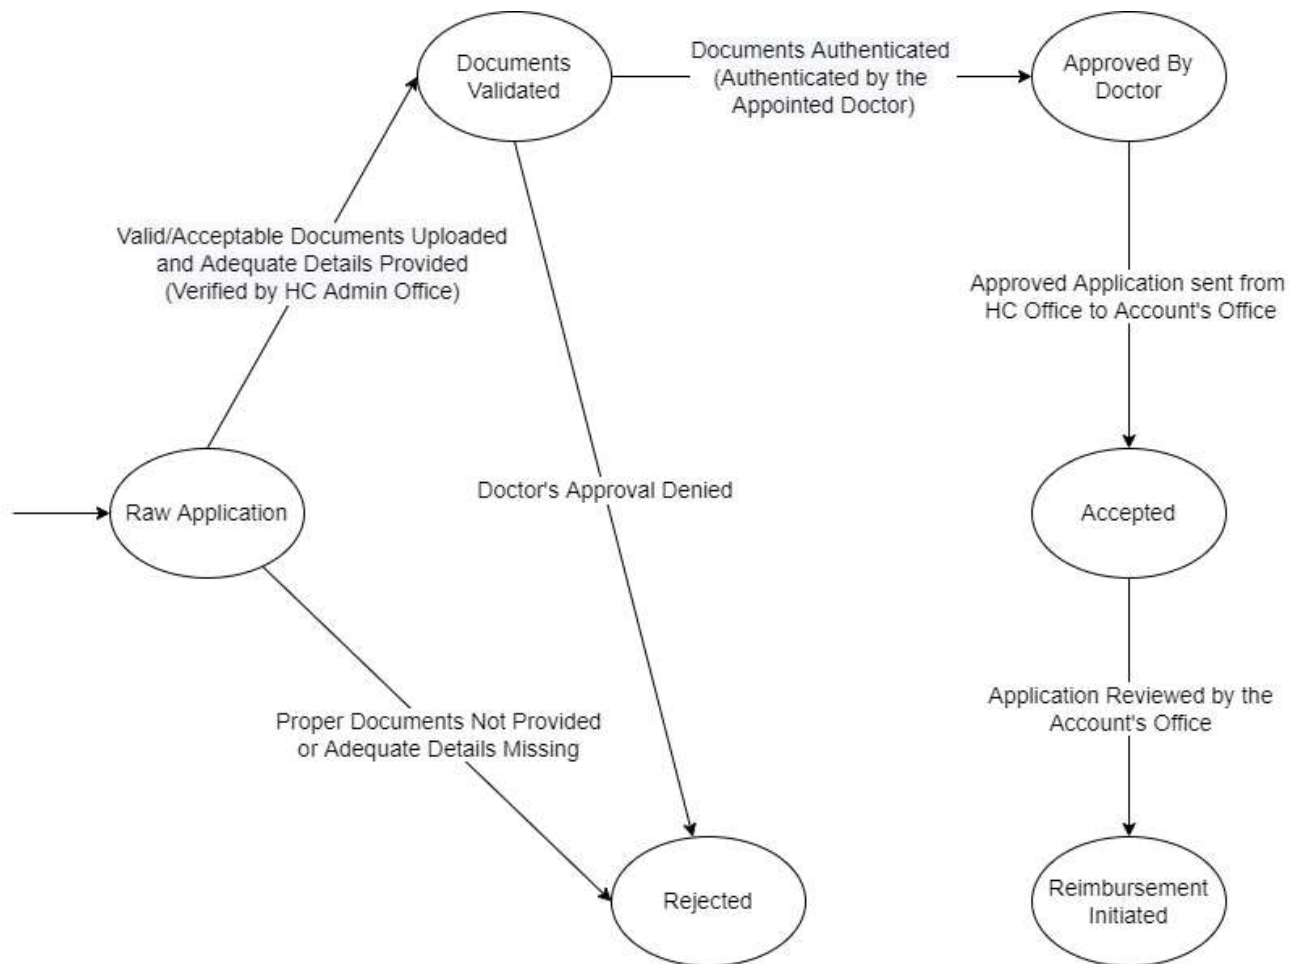 Documents
Validated
Documents Authenticated
(Authenticated by the
Appointed Doctor)
Approved By
Doctor
Valid/Acceptable Documents Uploaded
and Adequate Details Provided
(Verified by HC Admin Office)
Approved Application sent from
HC Office to Account's Office
Doctor's Approval Denied
Raw Application
Accepted
Proper Documents Not Provided
or Adequate Details Missing
Application Reviewed by the
Account's Office
Rejected
Reimbursement
Initiated